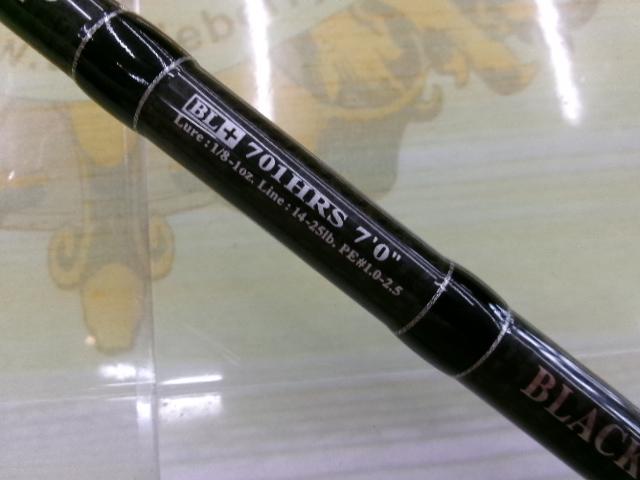 BL+ 701HRS 7'0"
Lure : 1/8-1oz. Line : 14-25lb. PE#1.0-2.5
BLACK